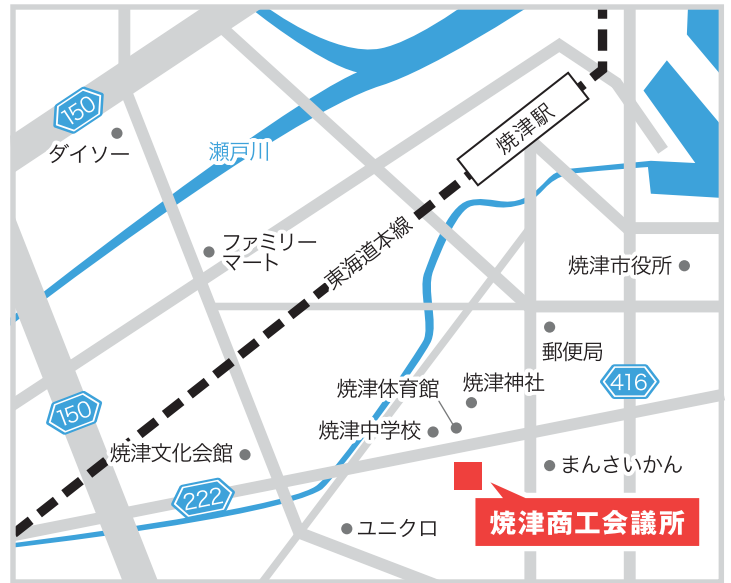 150
ダイソー
瀬戸川
焼津駅
ファミリー
マート
東海道本線
焼津市役所
郵便局
416
焼津体育館
焼津神社
150
焼津中学校
焼津文化会館
まんさいかん
222
ユニクロ
焼津商工会議所